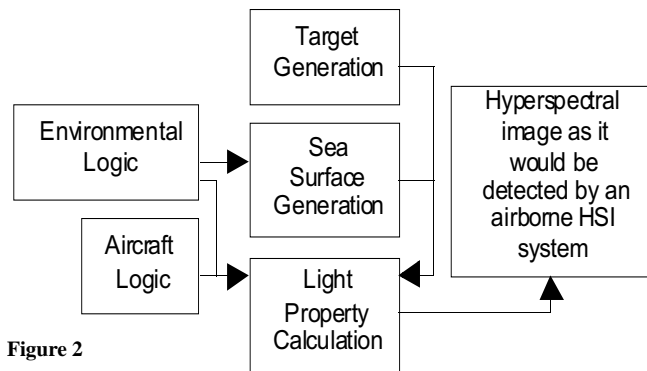 Target
Generation
Environmental
Logic
Sea
Surface
Generation
Hyperspectral
image as it
would be
detected by an
airborne HSI
system
Aircraft
Logic
Light
Property
Calculation
Figure 2